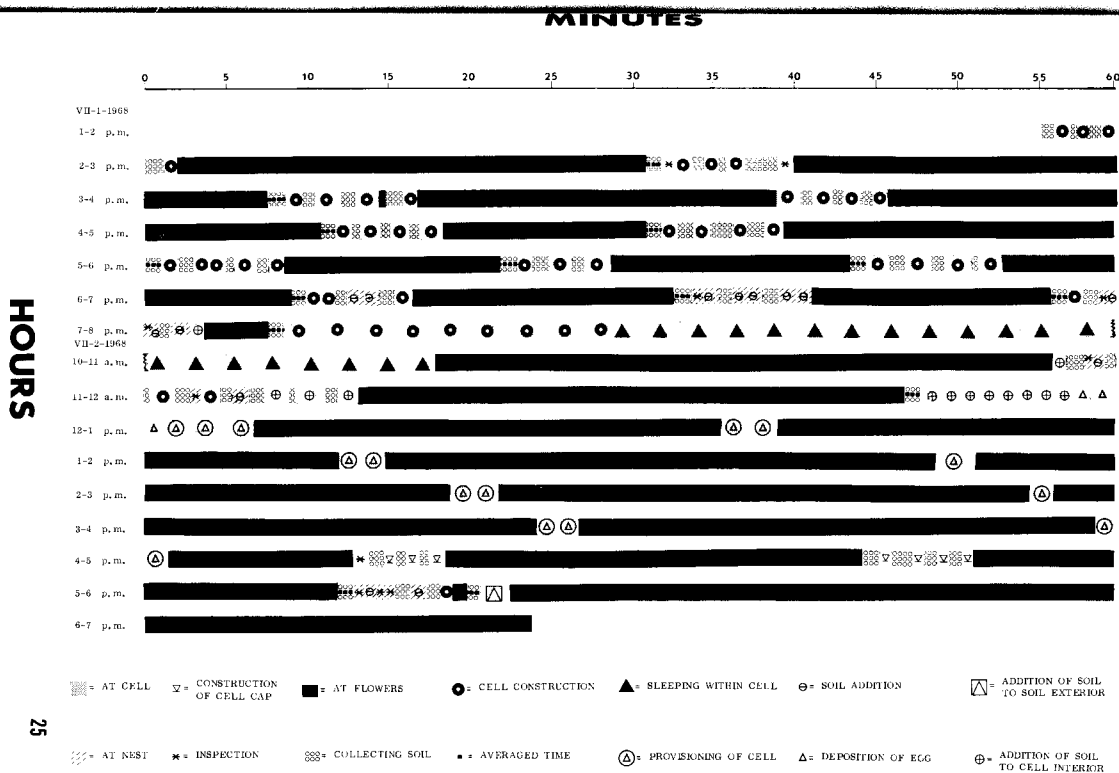 MINUTES
0 5 10 15 20 25 30 35 40 45 50 55 60
VII-1-1968
1-2 p.m.
2-3 p.m.
3-4 p.m.
4-5 p.m.
5-6 p.m.
6-7 p.m.
7-8 p.m.
VII-2-1968
10-11 a.m.
11-12 a.m.
12-1 p.m.
1-2 p.m.
2-3 p.m.
3-4 p.m.
4-5 p.m.
5-6 p.m.
6-7 p.m.
HOURS
= AT CELL
= CONSTRUCTION
OF CELL CAP
= AT FLOWERS
= CELL CONSTRUCTION
= SLEEPING WITHIN CELL
= SOIL ADDITION
= ADDITION OF SOIL
TO SOIL EXTERIOR
= AT NEST
= INSPECTION
= COLLECTING SOIL
= AVERAGED TIME
= PROVISIONING OF CELL
= DEPOSITION OF EGG
= ADDITION OF SOIL
TO CELL INTERIOR
25